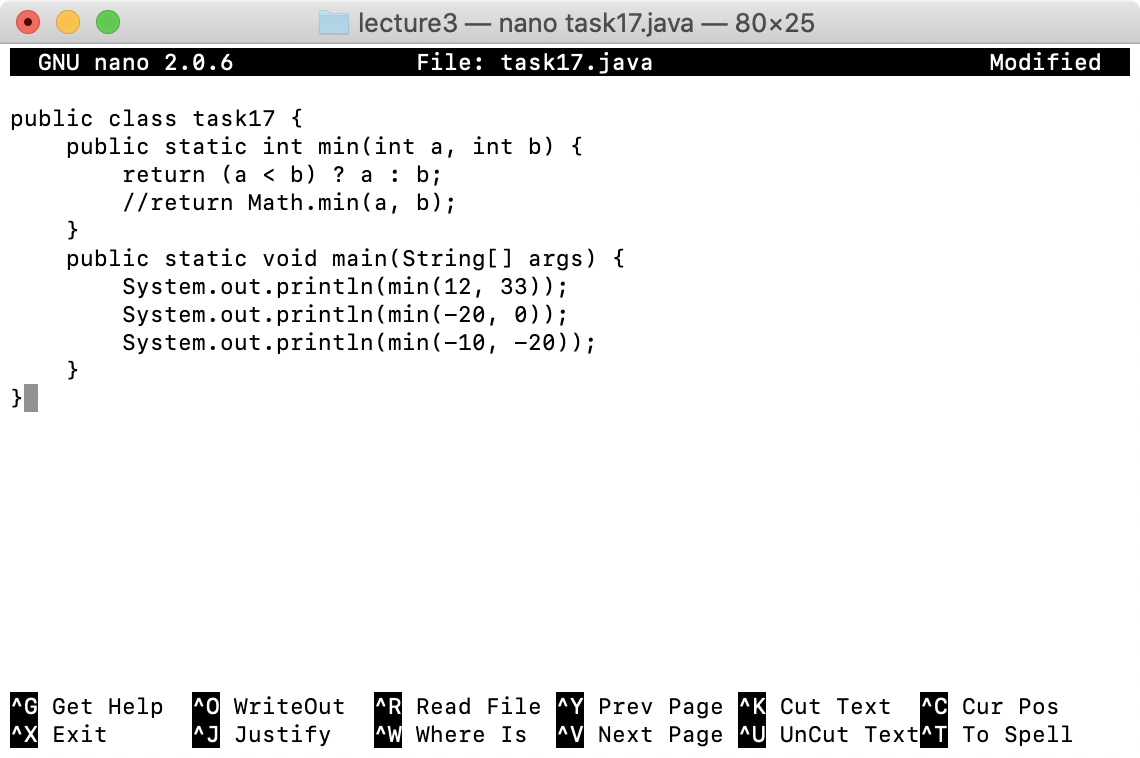 lecture3 — nano task17.java — 80×25
GNU nano 2.0.6 File: task17.java Modified
public class task17 {
    public static int min(int a, int b) {
        return (a < b) ? a : b;
        //return Math.min(a, b);
    }
    public static void main(String[] args) {
        System.out.println(min(12, 33));
        System.out.println(min(-20, 0));
        System.out.println(min(-10, -20));
    }
}
^G Get Help ^O WriteOut ^R Read File ^Y Prev Page ^K Cut Text ^C Cur Pos
^X Exit ^J Justify ^W Where Is ^V Next Page ^U UnCut Text ^T To Spell